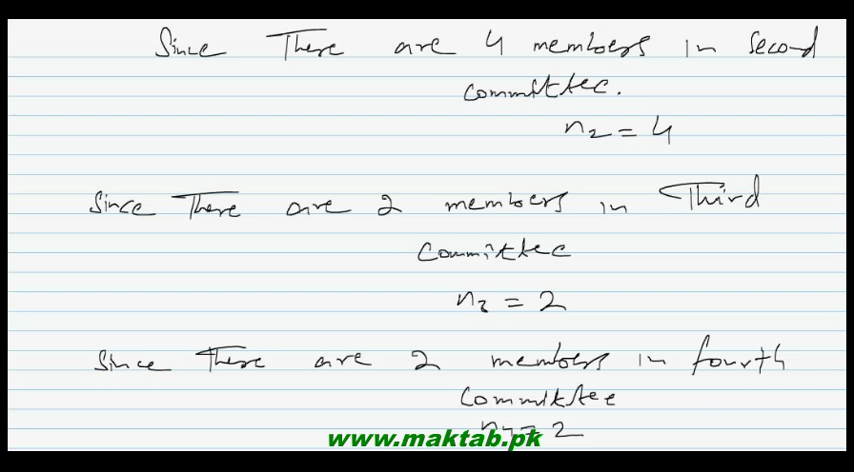 Since There are 4 members in second
committee.
n2 = 4
Since There are 2 members in Third
Committee
n3 = 2
Since There are 2 members in fourth
Committee
= 2
www.maktab.pk